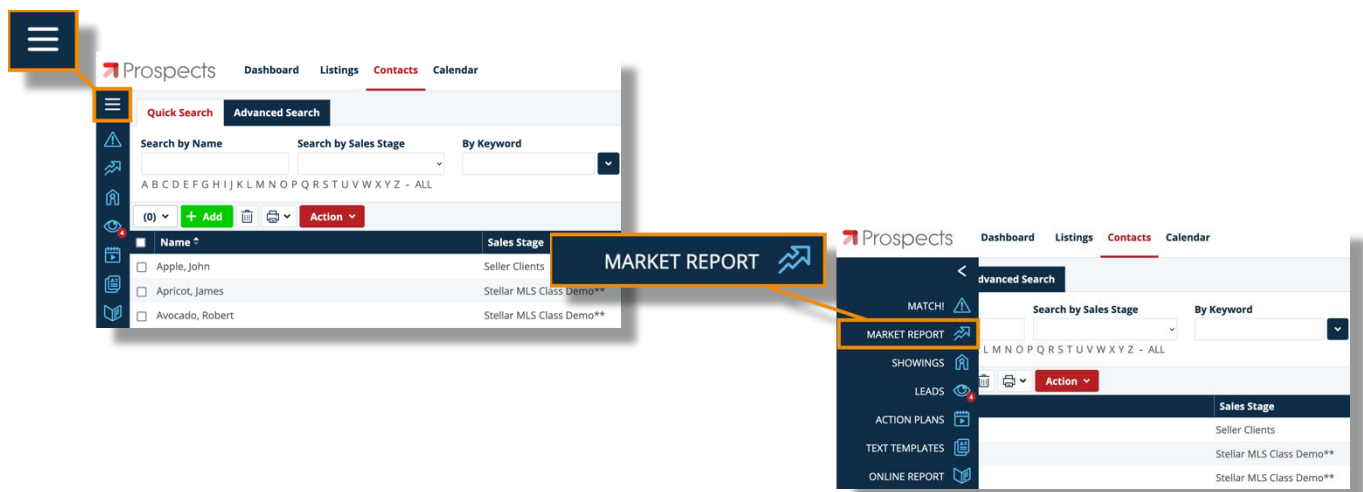 Prospects Dashboard Listings Contacts Calendar
Quick Search Advanced Search
Search by Name Search by Sales Stage By Keyword
A B C D E F G H I J K L M N O P Q R S T U V W X Y Z - ALL
(0) + Add Action
4
Name Sales Stage
Apple, John Seller Clients
Apricot, James Stellar MLS Class Demo**
Avocado, Robert Stellar MLS Class Demo**
MARKET REPORT
Prospects Dashboard Listings Contacts Calendar
dvanced Search
MATCH! Search by Sales Stage By Keyword
MARKET REPORT
L M N O P Q R S T U V W X Y Z - ALL
SHOWINGS
Action
LEADS 4
Sales Stage
ACTION PLANS Seller Clients
TEXT TEMPLATES Stellar MLS Class Demo**
ONLINE REPORT Stellar MLS Class Demo**